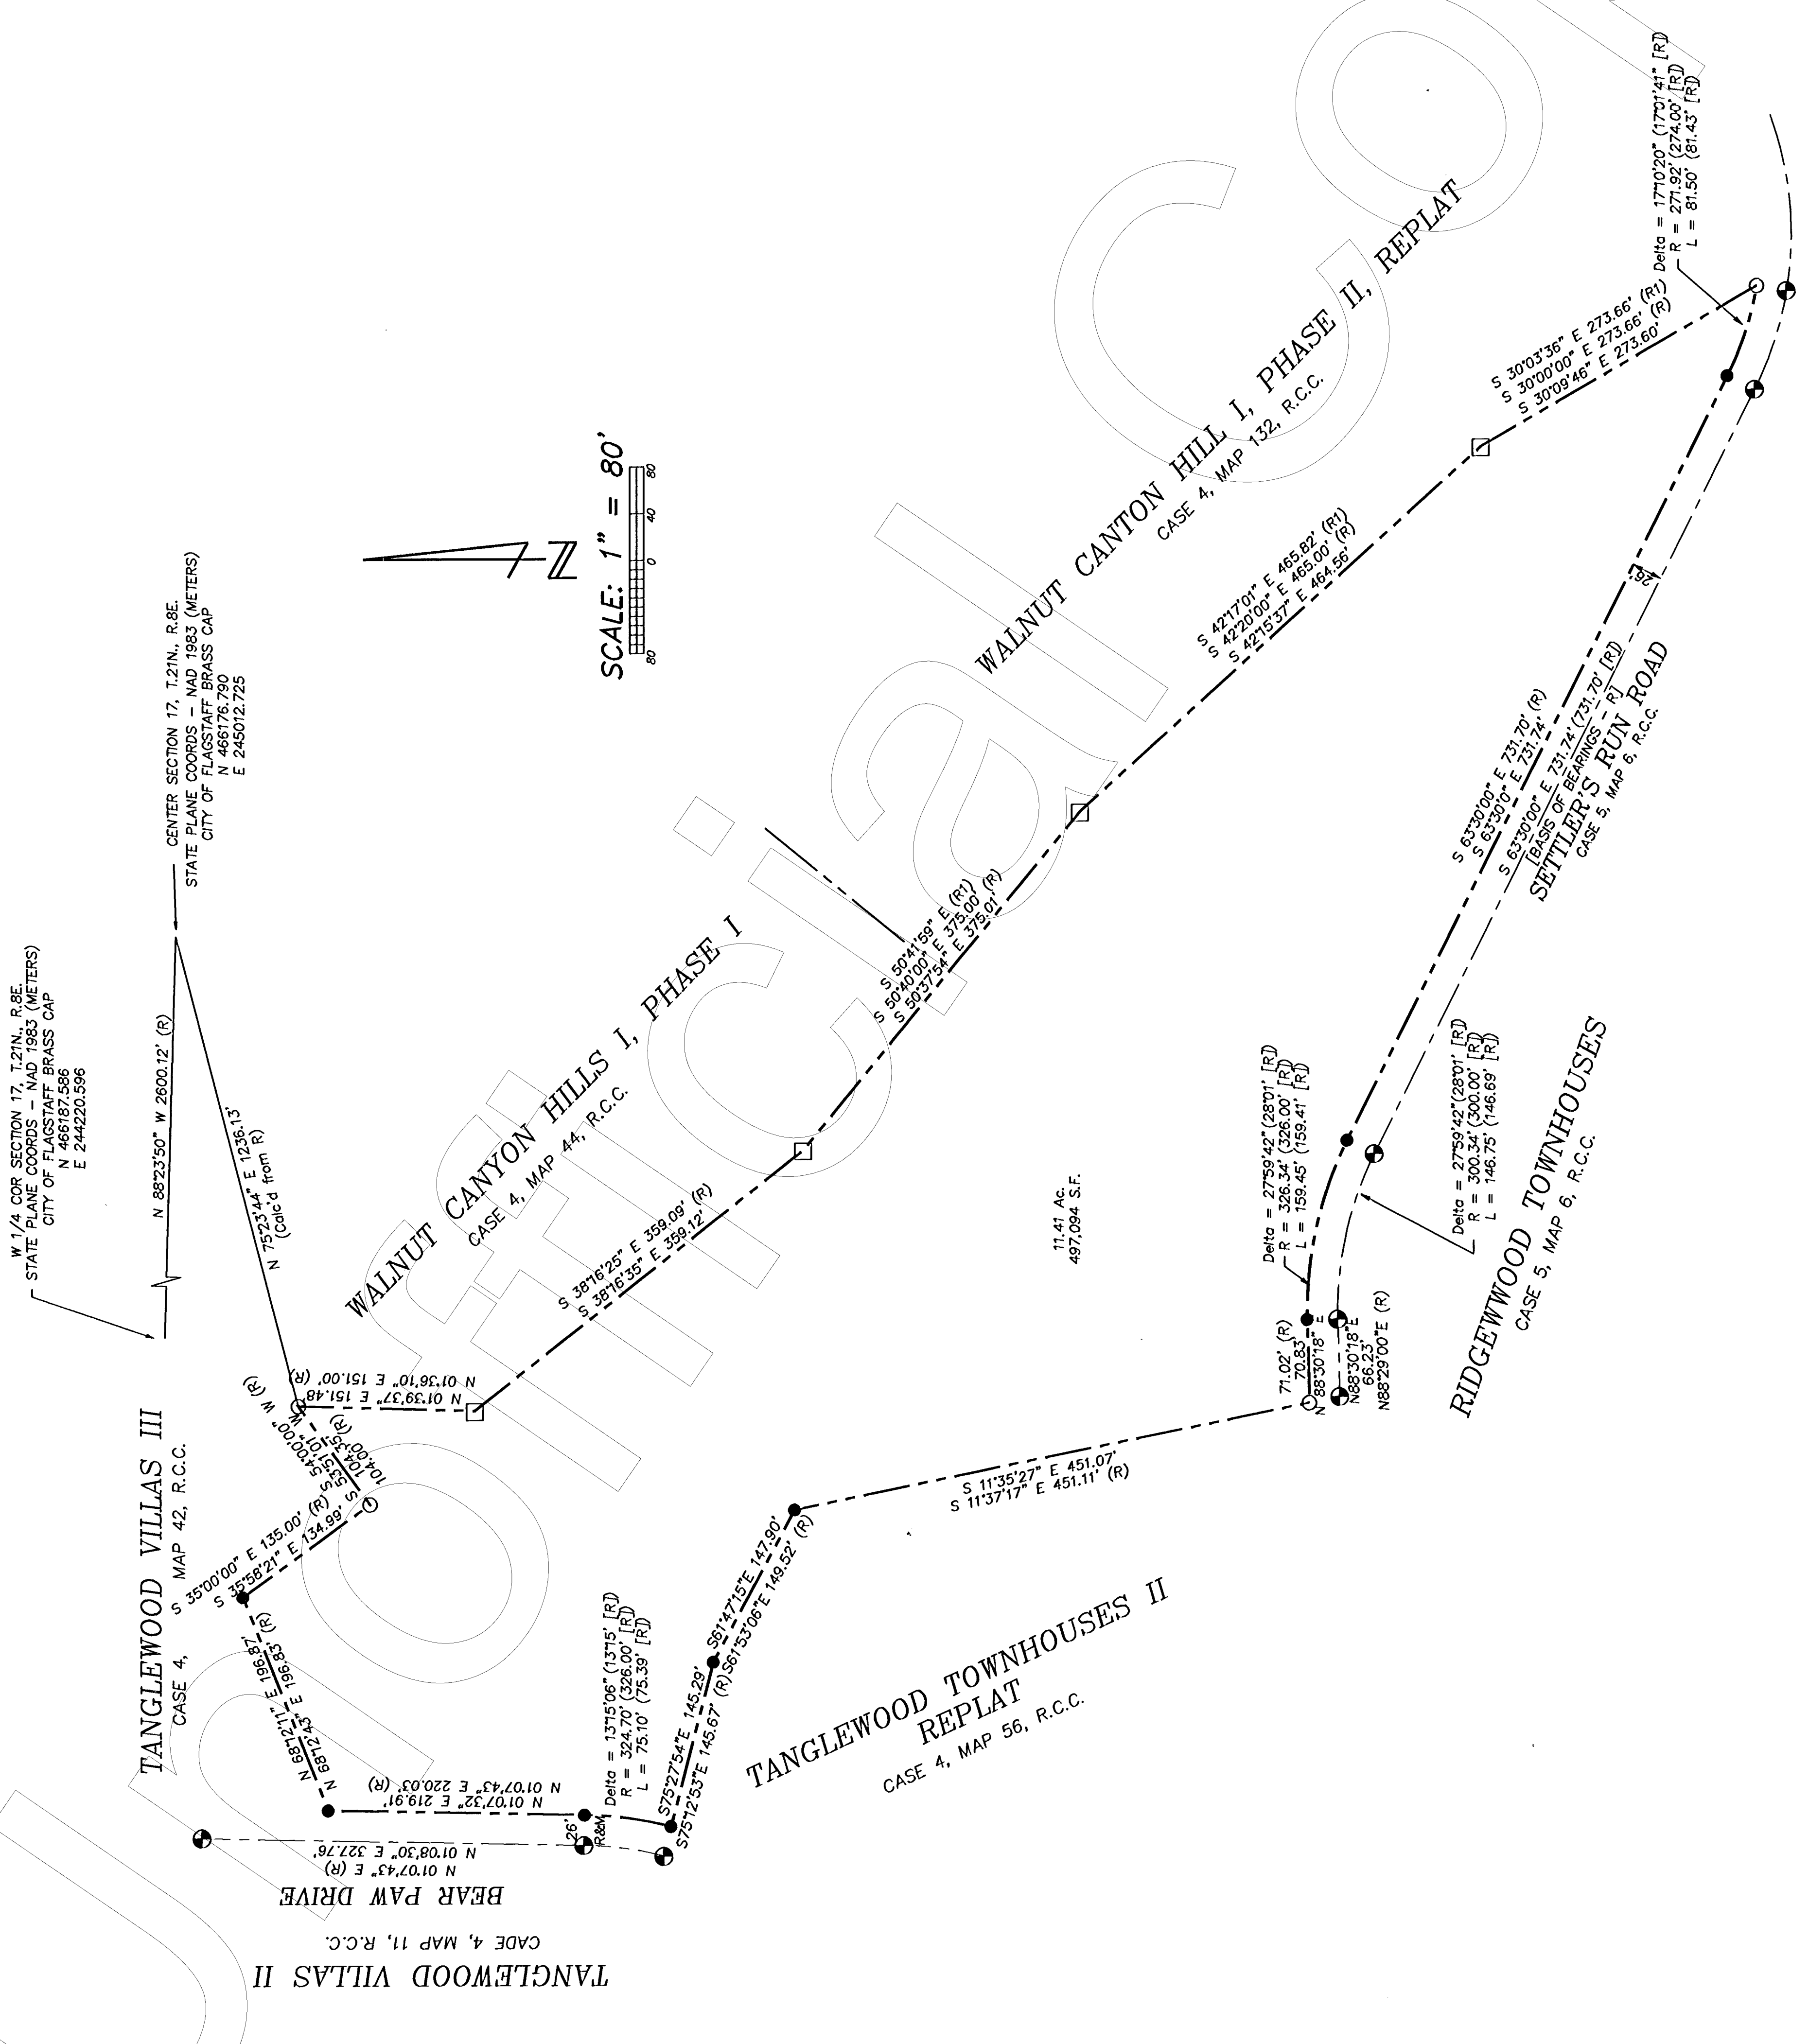 W 1/4 COR SECTION 17, T.21N., R.8E.
STATE PLANE COORDS - NAD 1983 (METERS)
CITY OF FLAGSTAFF BRASS CAP
N 466187.586
E 244220.596
CENTER SECTION 17, T.21N., R.8E.
STATE PLANE COORDS - NAD 1983 (METERS)
CITY OF FLAGSTAFF BRASS CAP
N 466176.790
E 245012.725
N 88°23'50" W 2600.12' (R)
N 75°23'44" E 1236.13'
(Calc'd from R)
SCALE: 1" = 80'
80 0 40 80
N
TANGLEWOOD VILLAS III
CASE 4, MAP 42, R.C.C.
S 35°00'00" E 135.00' (R)
S 35°58'21" E 134.99'
S 54°00'00" W (R)
S 53°51'01" W
104.35'
104.00' (R)
N 01°36'10" E 151.00' (R)
N 01°39'37" E 151.48'
N 68°12'11" E 196.87'
N 68°12'43" E 196.83' (R)
N 01°07'43" E 220.03' (R)
N 01°07'32" E 219.91'
N 01°08'30" E 327.76'
N 01°07'43" E (R)
BEAR PAW DRIVE
CADE 4, MAP 11, R.C.C.
TANGLEWOOD VILLAS II
26'
R&M
Delta = 13°15'06" (13°15' [R])
R = 324.70' (326.00' [R])
L = 75.10' (75.39' [R])
S75°27'54"E 145.29'
S75°12'53"E 145.67' (R)
S61°47'15"E 147.90'
S61°53'06"E 149.52' (R)
TANGLEWOOD TOWNHOUSES II
REPLAT
CASE 4, MAP 56, R.C.C.
S 11°35'27" E 451.07'
S 11°37'17" E 451.11' (R)
WALNUT CANYON HILLS I, PHASE I
CASE 4, MAP 44, R.C.C.
S 38°16'25" E 359.09' (R)
S 38°16'35" E 359.12'
S 50°41'59" E (R1)
S 50°40'00" E 375.00' (R)
S 50°37'54" E 375.01'
WALNUT CANTON HILL I, PHASE II, REPLAT
CASE 4, MAP 132, R.C.C.
S 42°17'01" E 465.82' (R1)
S 42°20'00" E 465.00' (R)
S 42°15'37" E 464.56'
S 30°03'36" E 273.66' (R1)
S 30°00'00" E 273.66' (R)
S 30°09'46" E 273.60'
Delta = 17°10'20" (17°01'41" [R])
R = 271.92' (274.00' [R])
L = 81.50' (81.43' [R])
11.41 Ac.
497,094 S.F.
S 63°30'00" E 731.70' (R)
S 63°30'0" E 731.74'
S 63°30'00" E 731.74' (731.70' [R])
[BASIS OF BEARINGS - R]
SETTLER'S RUN ROAD
CASE 5, MAP 6, R.C.C.
26'
Delta = 27°59'42" (28°01' [R])
R = 326.34' (326.00' [R])
L = 159.45' (159.41' [R])
Delta = 27°59'42" (28°01' [R])
R = 300.34' (300.00' [R])
L = 146.75' (146.69' [R])
71.02' (R)
70.83'
N 88°30'18" E
N88°30'18"E
66.23'
N88°29'00"E (R)
RIDGEWWOOD TOWNHOUSES
CASE 5, MAP 6, R.C.C.
Unofficial Co